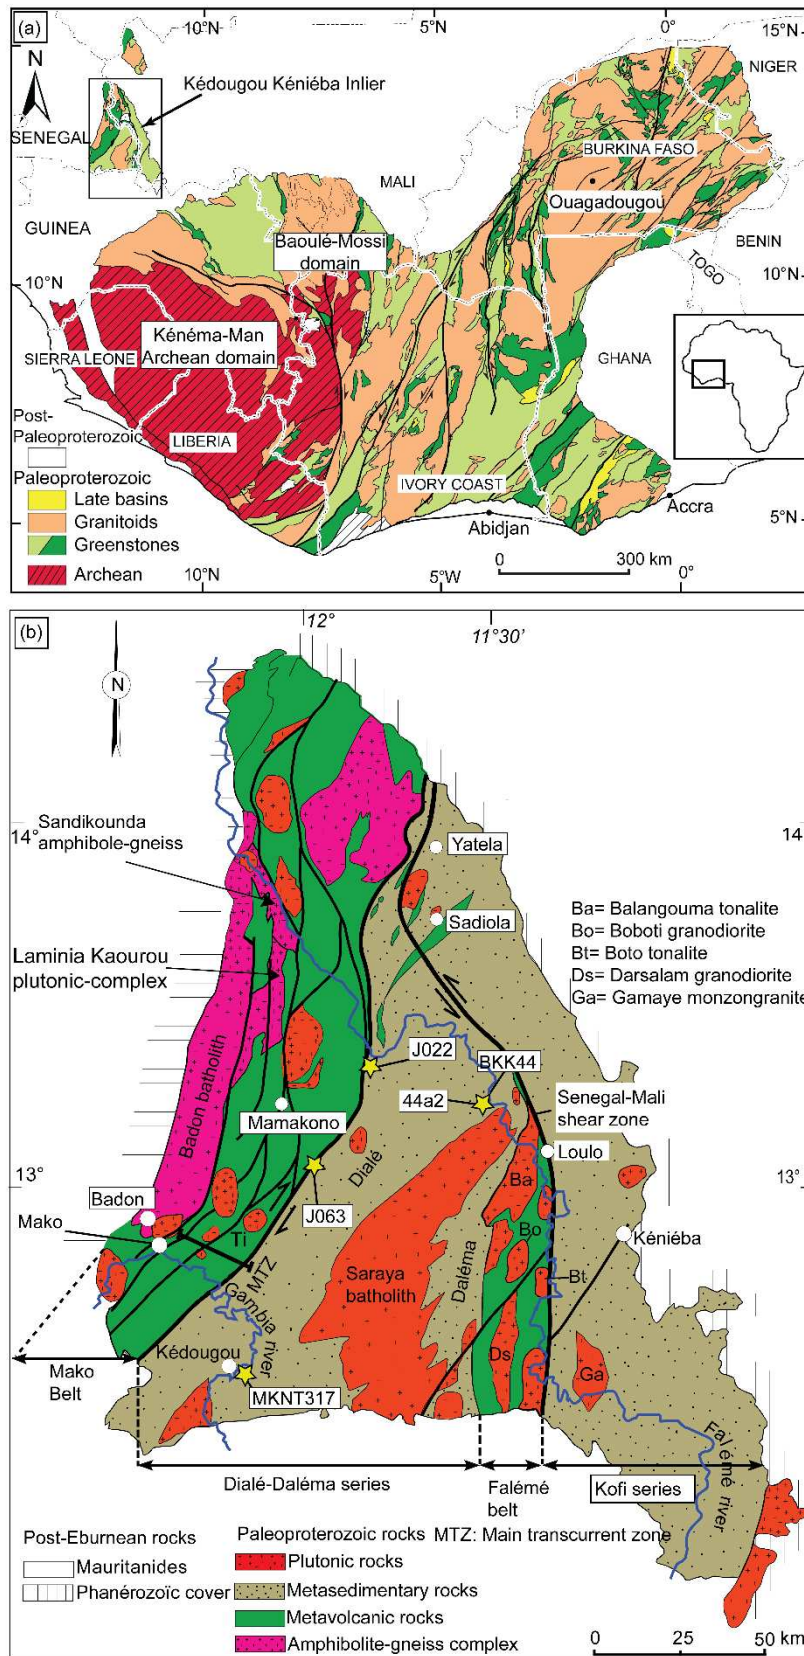 10°N
5°N
0°
15°N
(a)
N
NIGER
Kédougou Kéniéba Inlier
SENEGAL
BURKINA FASO
MALI
Ouagadougou
GUINEA
Baoulé-Mossi
domain
BENIN
TOGO
10°N
10°N
Kénéma-Man
Archean domain
SIERRA LEONE
GHANA
Post-
Paleoproterozoic
LIBERIA
Paleoproterozoic
Late basins
IVORY COAST
Granitoids
Accra
Greenstones
Abidjan
5°N
Archean
0
300 km
10°
5°W
0°
(b)
12°
11°30'
N
14°
14°
Sandikounda
amphibole-gneiss
Yatela
Sadiola
Ba= Balangouma tonalite
Bo= Boboti granodiorite
Bt= Boto tonalite
Ds= Darsalam granodiorite
Ga= Gamaye monzongranite
Laminia Kaourou
plutonic-complex
J022
BKK44
44a2
Senegal-Mali
shear zone
Badon batholith
Mamakono
Dialé
Loulo
Ba
13°
13°
J063
Badon
Mako
Ti
Bo
Kéniéba
MTZ
Saraya
batholith
Daléma
Bt
Gambia river
Kédougou
Ds
Ga
Mako
Belt
MKNT317
Falémé river
Dialé-Daléma series
Falémé
belt
Kofi series
Post-Eburnean rocks
Mauritanides
Phanérozoïc cover
Paleoproterozoic rocks
MTZ: Main transcurrent zone
Plutonic rocks
Metasedimentary rocks
Metavolcanic rocks
Amphibolite-gneiss complex
0
25
50 km